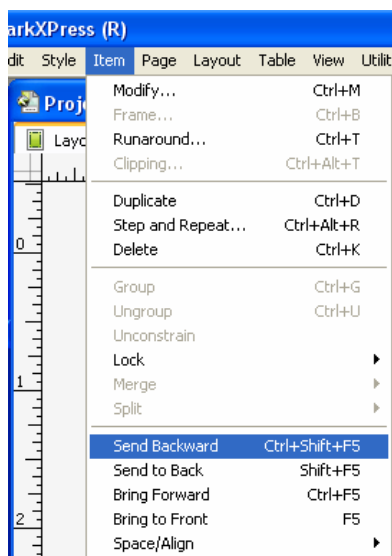 arkXPress (R)
dit Style Item Page Layout Table View Utilit
Proje
Layo
Modify... Ctrl+M
Frame... Ctrl+B
Runaround... Ctrl+T
Clipping... Ctrl+Alt+T
Duplicate Ctrl+D
Step and Repeat... Ctrl+Alt+R
Delete Ctrl+K
0
Group Ctrl+G
Ungroup Ctrl+U
Unconstrain
Lock
1
Merge
Split
Send Backward Ctrl+Shift+F5
Send to Back Shift+F5
Bring Forward Ctrl+F5
2
Bring to Front F5
Space/Align